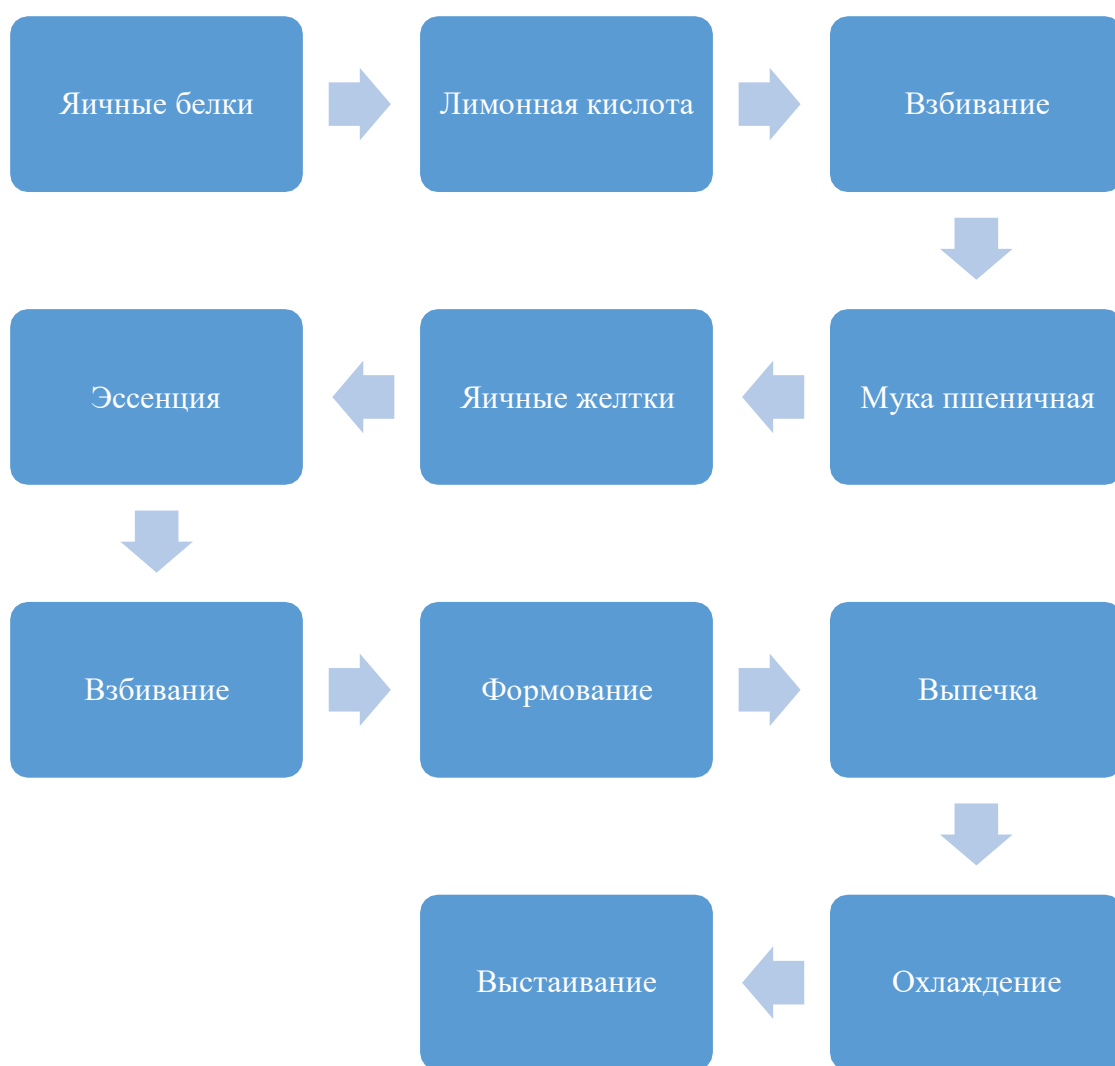 Яичные белки
Лимонная кислота
Взбивание
Мука пшеничная
Яичные желтки
Эссенция
Взбивание
Формование
Выпечка
Охлаждение
Выстаивание